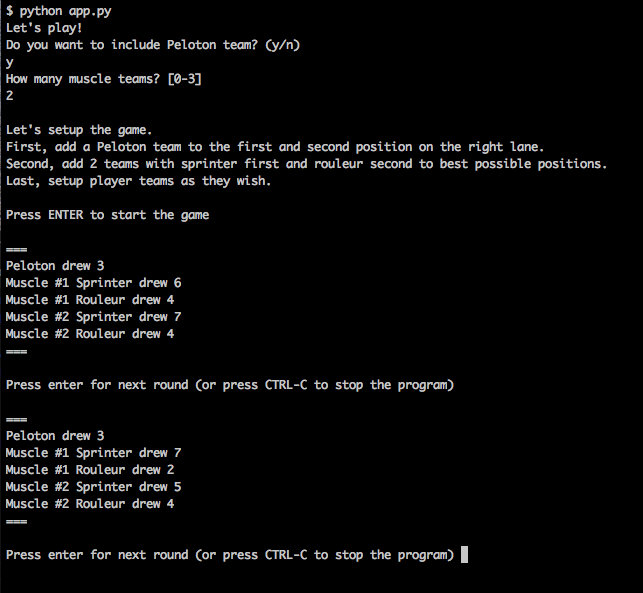 $ python app.py
Let's play!
Do you want to include Peloton team? (y/n)
y
How many muscle teams? [0-3]
2
Let's setup the game.
First, add a Peloton team to the first and second position on the right lane.
Second, add 2 teams with sprinter first and rouleur second to best possible positions.
Last, setup player teams as they wish.
Press ENTER to start the game
===
Peloton drew 3
Muscle #1 Sprinter drew 6
Muscle #1 Rouleur drew 4
Muscle #2 Sprinter drew 7
Muscle #2 Rouleur drew 4
===
Press enter for next round (or press CTRL-C to stop the program)
===
Peloton drew 3
Muscle #1 Sprinter drew 7
Muscle #1 Rouleur drew 2
Muscle #2 Sprinter drew 5
Muscle #2 Rouleur drew 4
===
Press enter for next round (or press CTRL-C to stop the program)